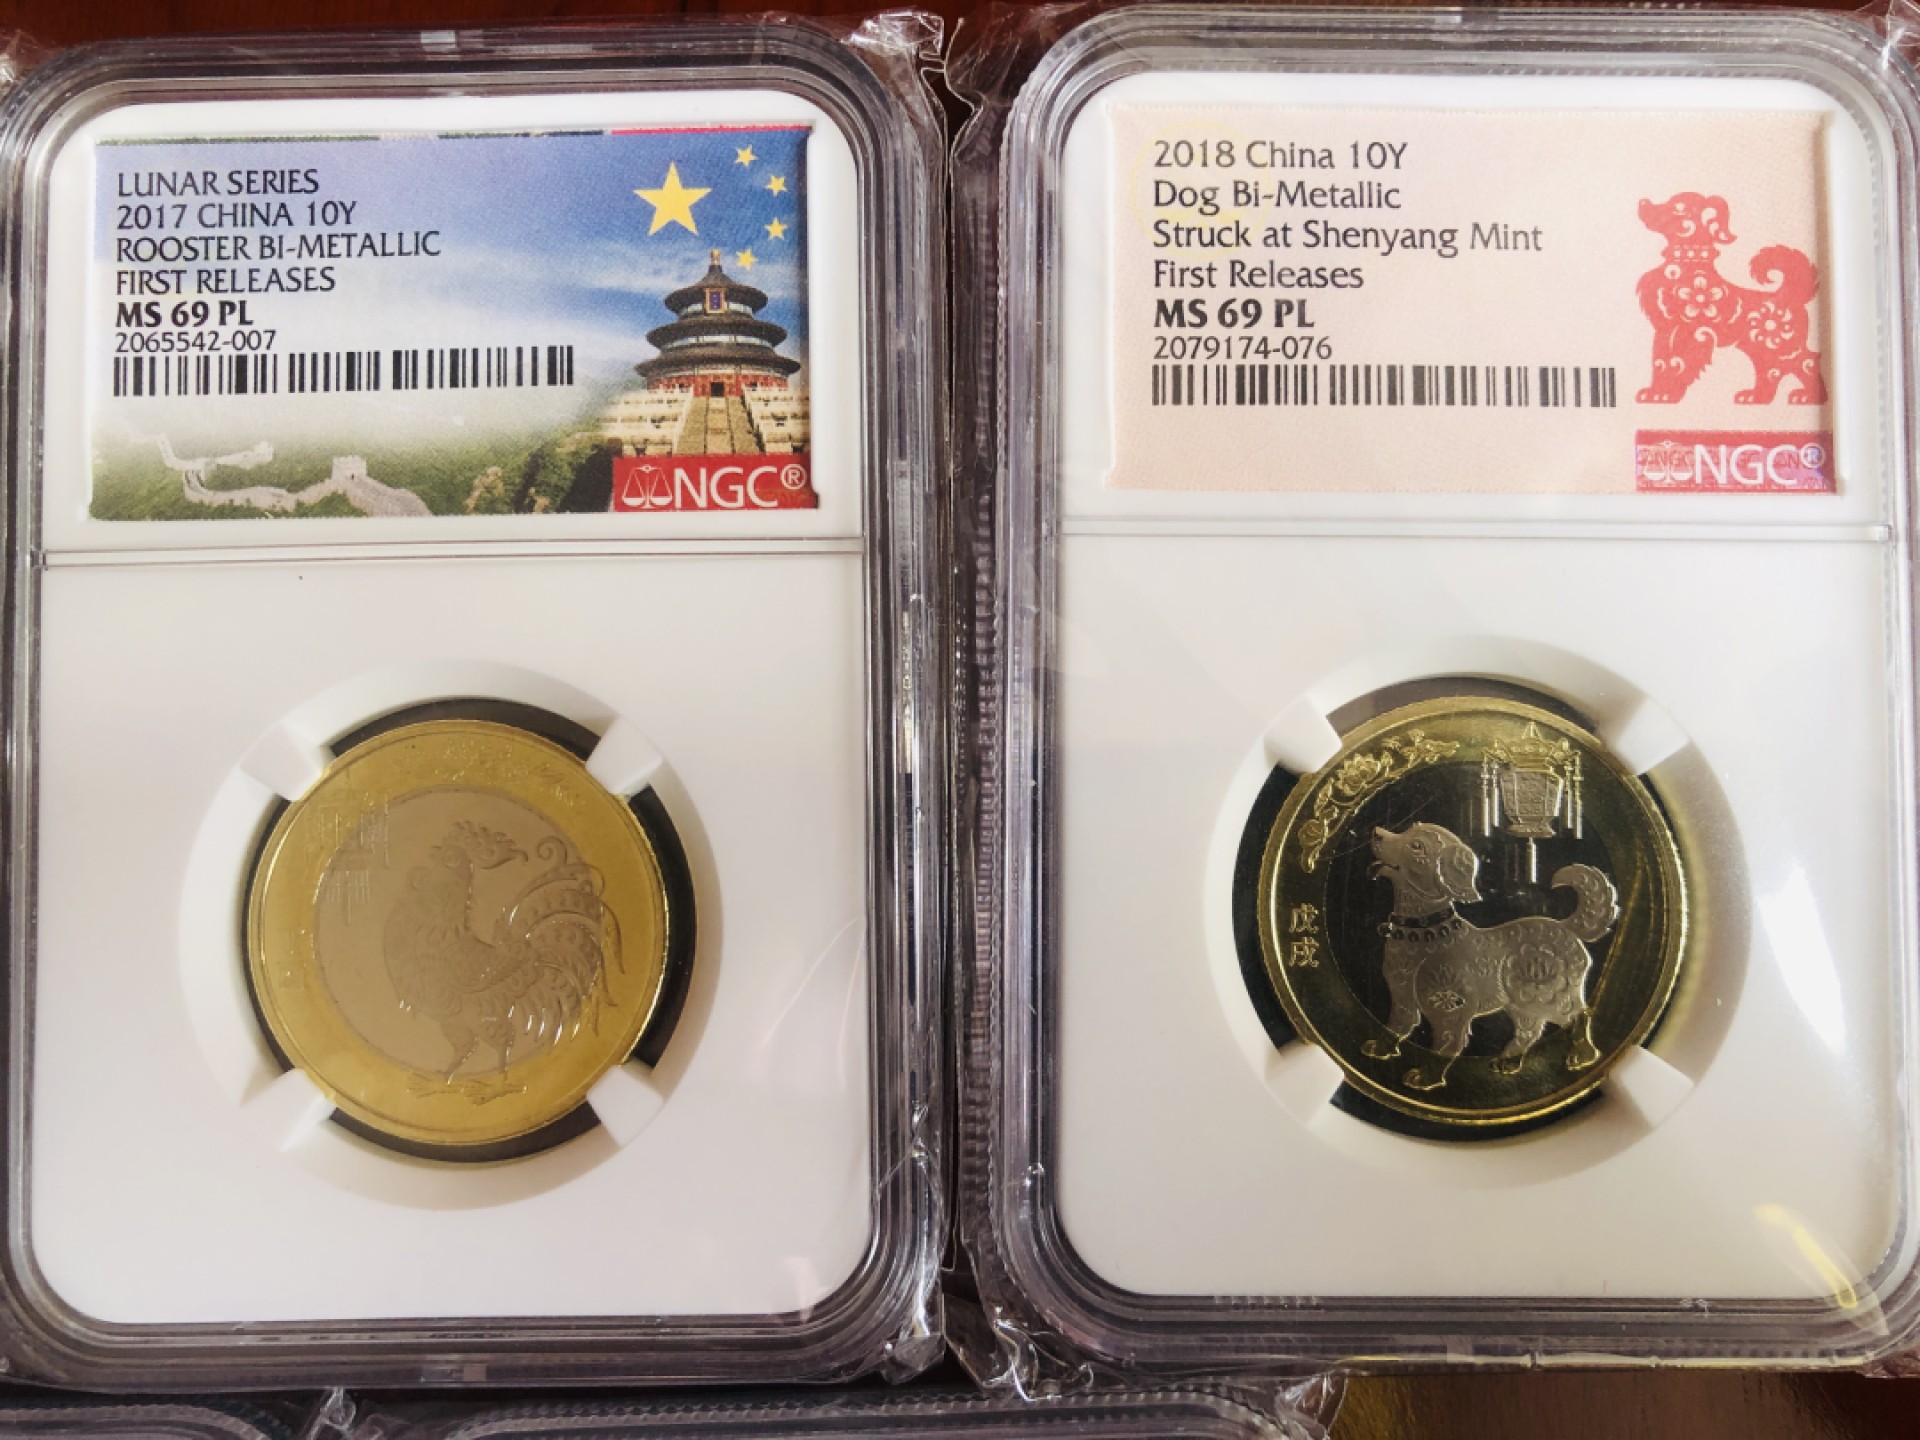 LUNAR SERIES
2017 CHINA 10Y
ROOSTER BI-METALLIC
FIRST RELEASES
MS 69 PL
2065542-007
NGC®
2018 China 10Y
Dog Bi-Metallic
Struck at Shenyang Mint
First Releases
MS 69 PL
2079174-076
NGC®
戊
戌